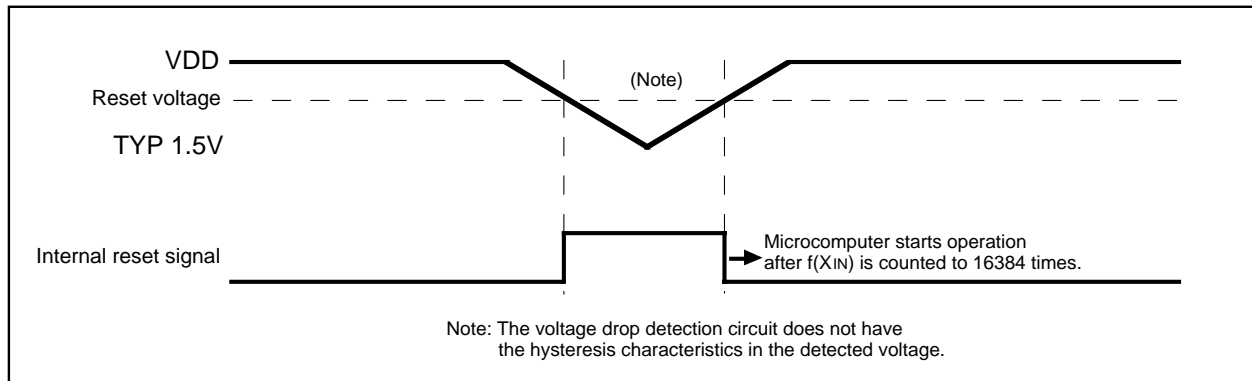 VDD
(Note)
Reset voltage
TYP 1.5V
Internal reset signal
Microcomputer starts operation
after f(XIN) is counted to 16384 times.
Note: The voltage drop detection circuit does not have
the hysteresis characteristics in the detected voltage.